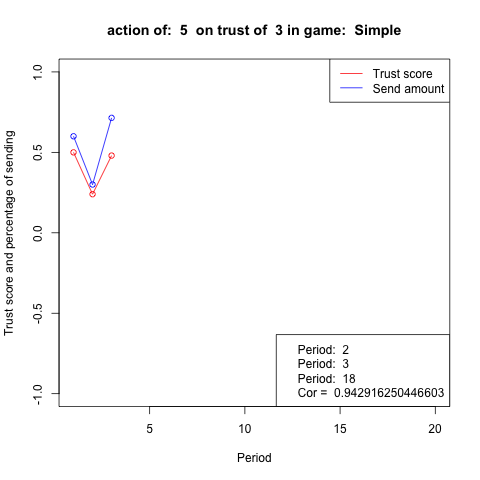 action of:  5  on trust of  3 in game:  Simple
Trust score
Send amount
Trust score and percentage of sending
1.0
0.5
0.0
-0.5
-1.0
Period:  2
Period:  3
Period:  18
Cor =  0.942916250446603
5
10
15
20
Period